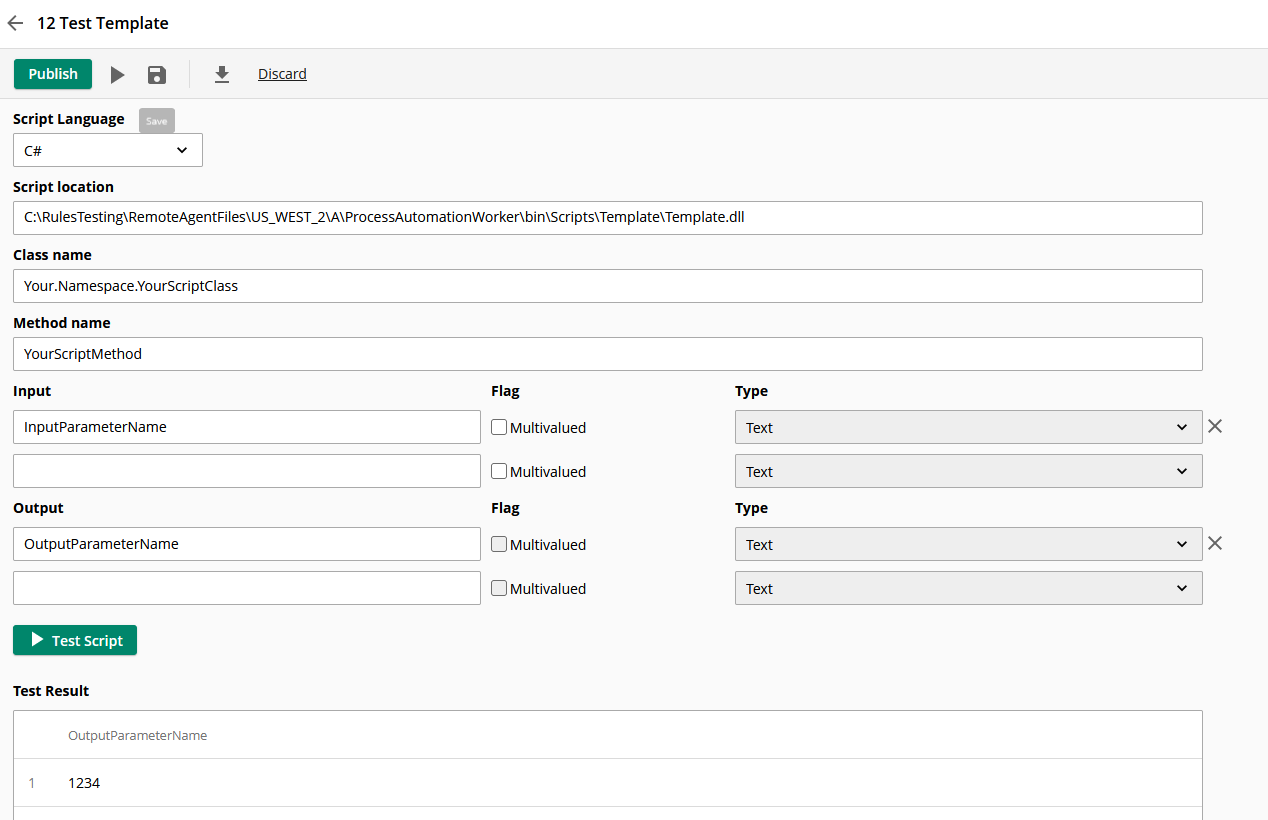 12 Test Template
Publish Discard
Script Language Save
C#
Script location
C:\RulesTesting\RemoteAgentFiles\US_WEST_2\A\ProcessAutomationWorker\bin\Scripts\Template\Template.dll
Class name
Your.Namespace.YourScriptClass
Method name
YourScriptMethod
Input Flag Type
InputParameterName Multivalued Text
Multivalued Text
Output Flag Type
OutputParameterName Multivalued Text
Multivalued Text
Test Script
Test Result
OutputParameterName
1 1234